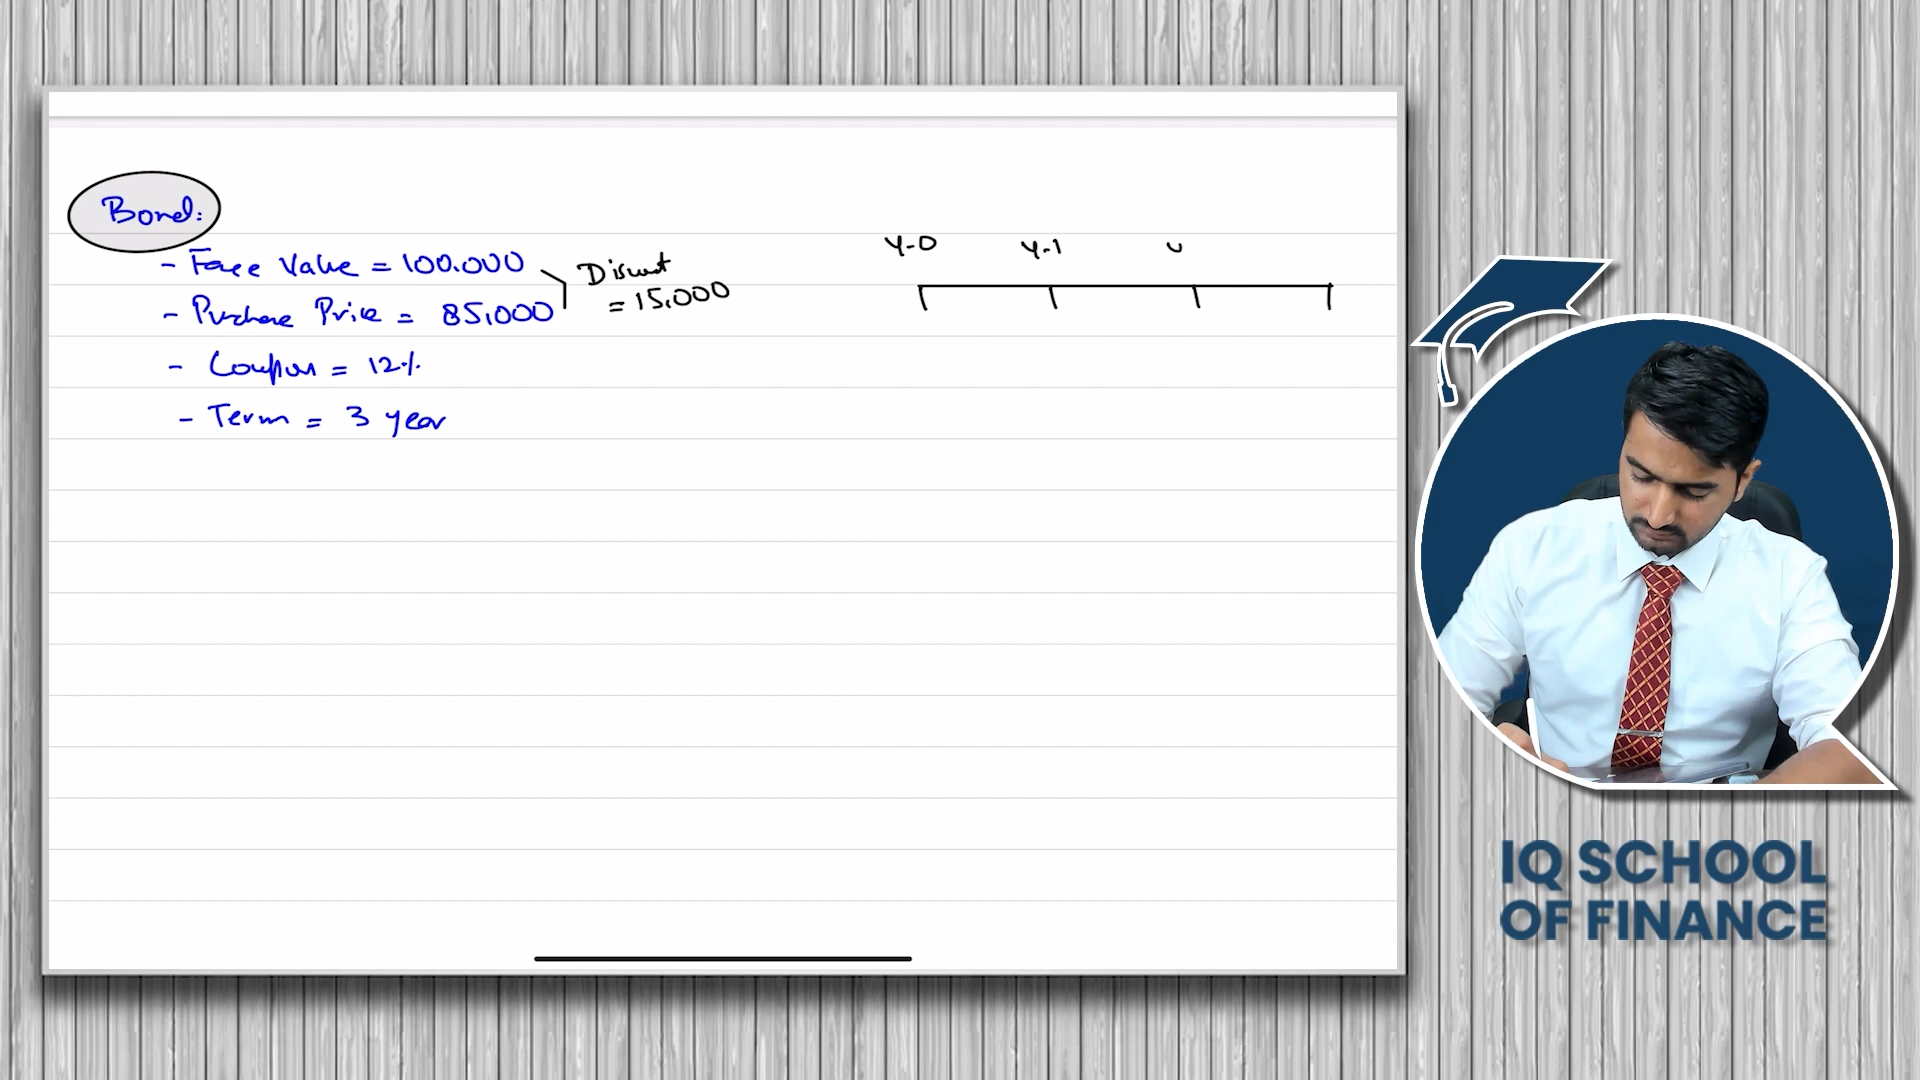 Bond:
- Face Value = 100,000
- Purchase Price = 85,000
Discount
= 15,000
- Coupon = 12%
- Term = 3 year
Y-0 Y-1
IQ SCHOOL
OF FINANCE